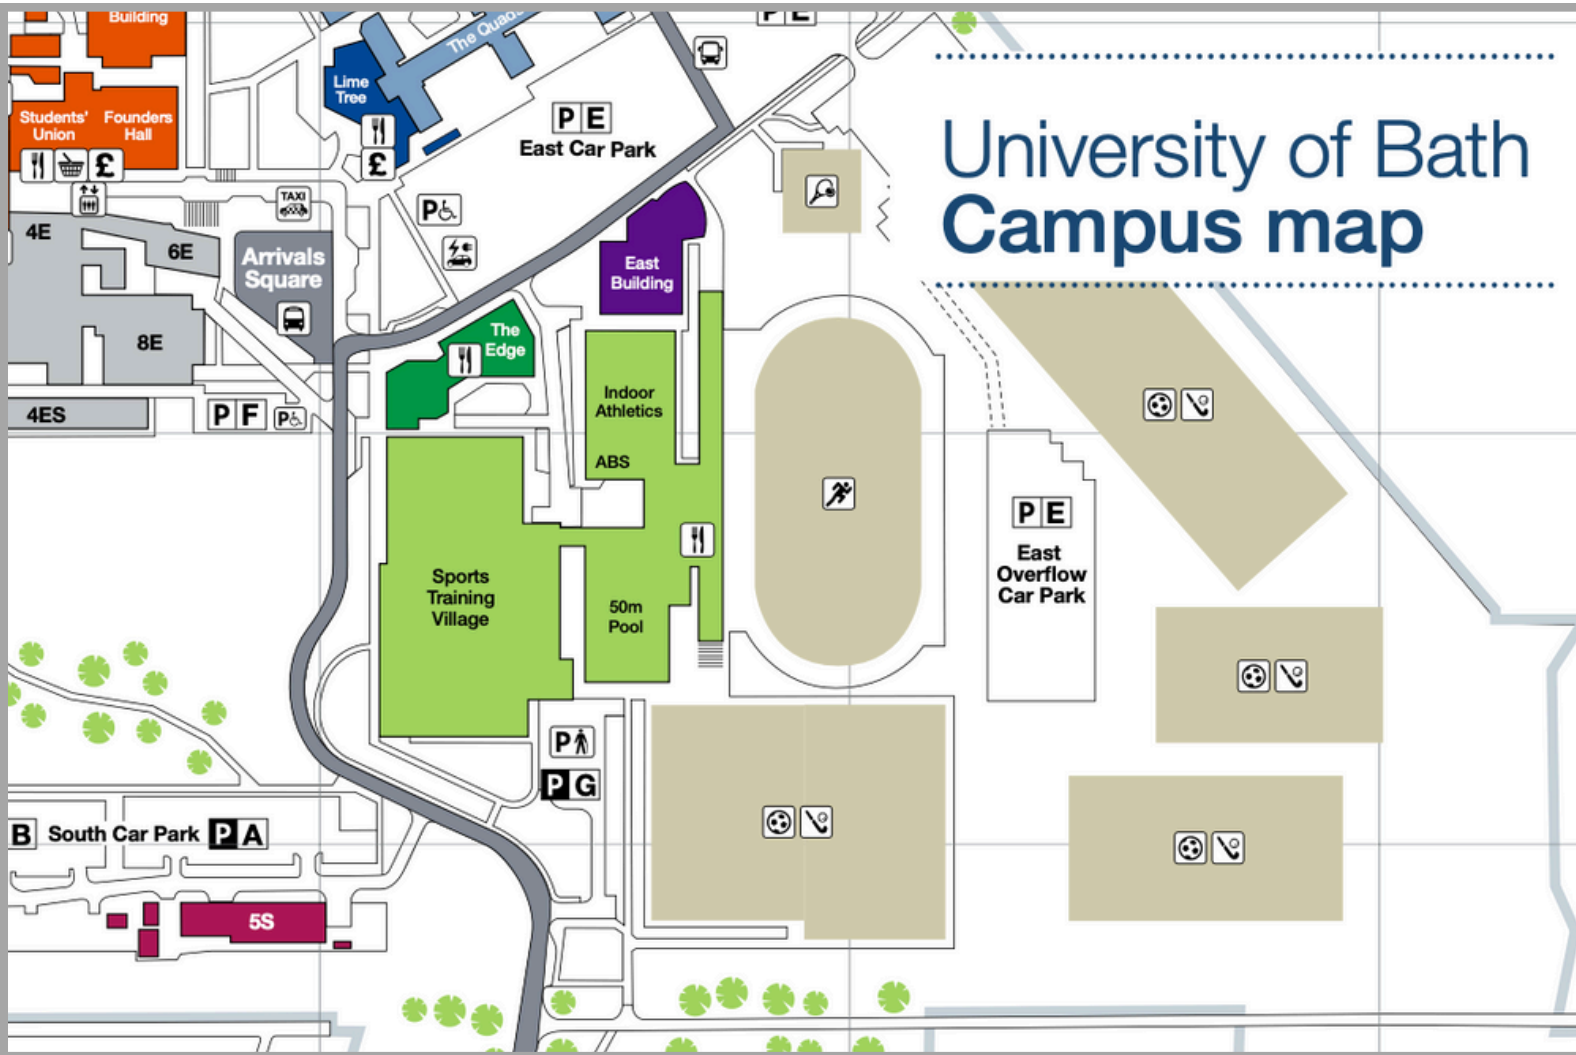 Building
The Quads
P E
University of Bath
Campus map
Lime
Tree
£
P E
East Car Park
Students'
Union
Founders
Hall
£
TAXI
P
4E
6E
Arrivals
Square
East
Building
8E
The
Edge
4ES
P F
P
Indoor
Athletics
ABS
P E
East
Overflow
Car Park
Sports
Training
Village
50m
Pool
P
P G
B
South Car Park
P A
5S